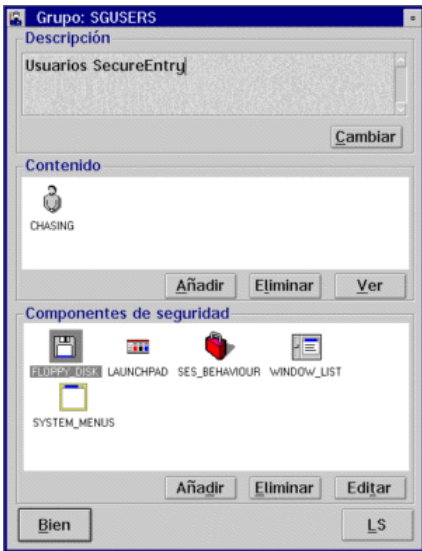 Grupo: SGUSERS
Descripción
Usuarios SecureEntry
Cambiar
Contenido
CHASING
Añadir Eliminar Ver
Componentes de seguridad
FLOPPY_DISK LAUNCHPAD SES_BEHAVIOUR WINDOW_LIST
SYSTEM_MENUS
Añadir Eliminar Editar
Bien LS